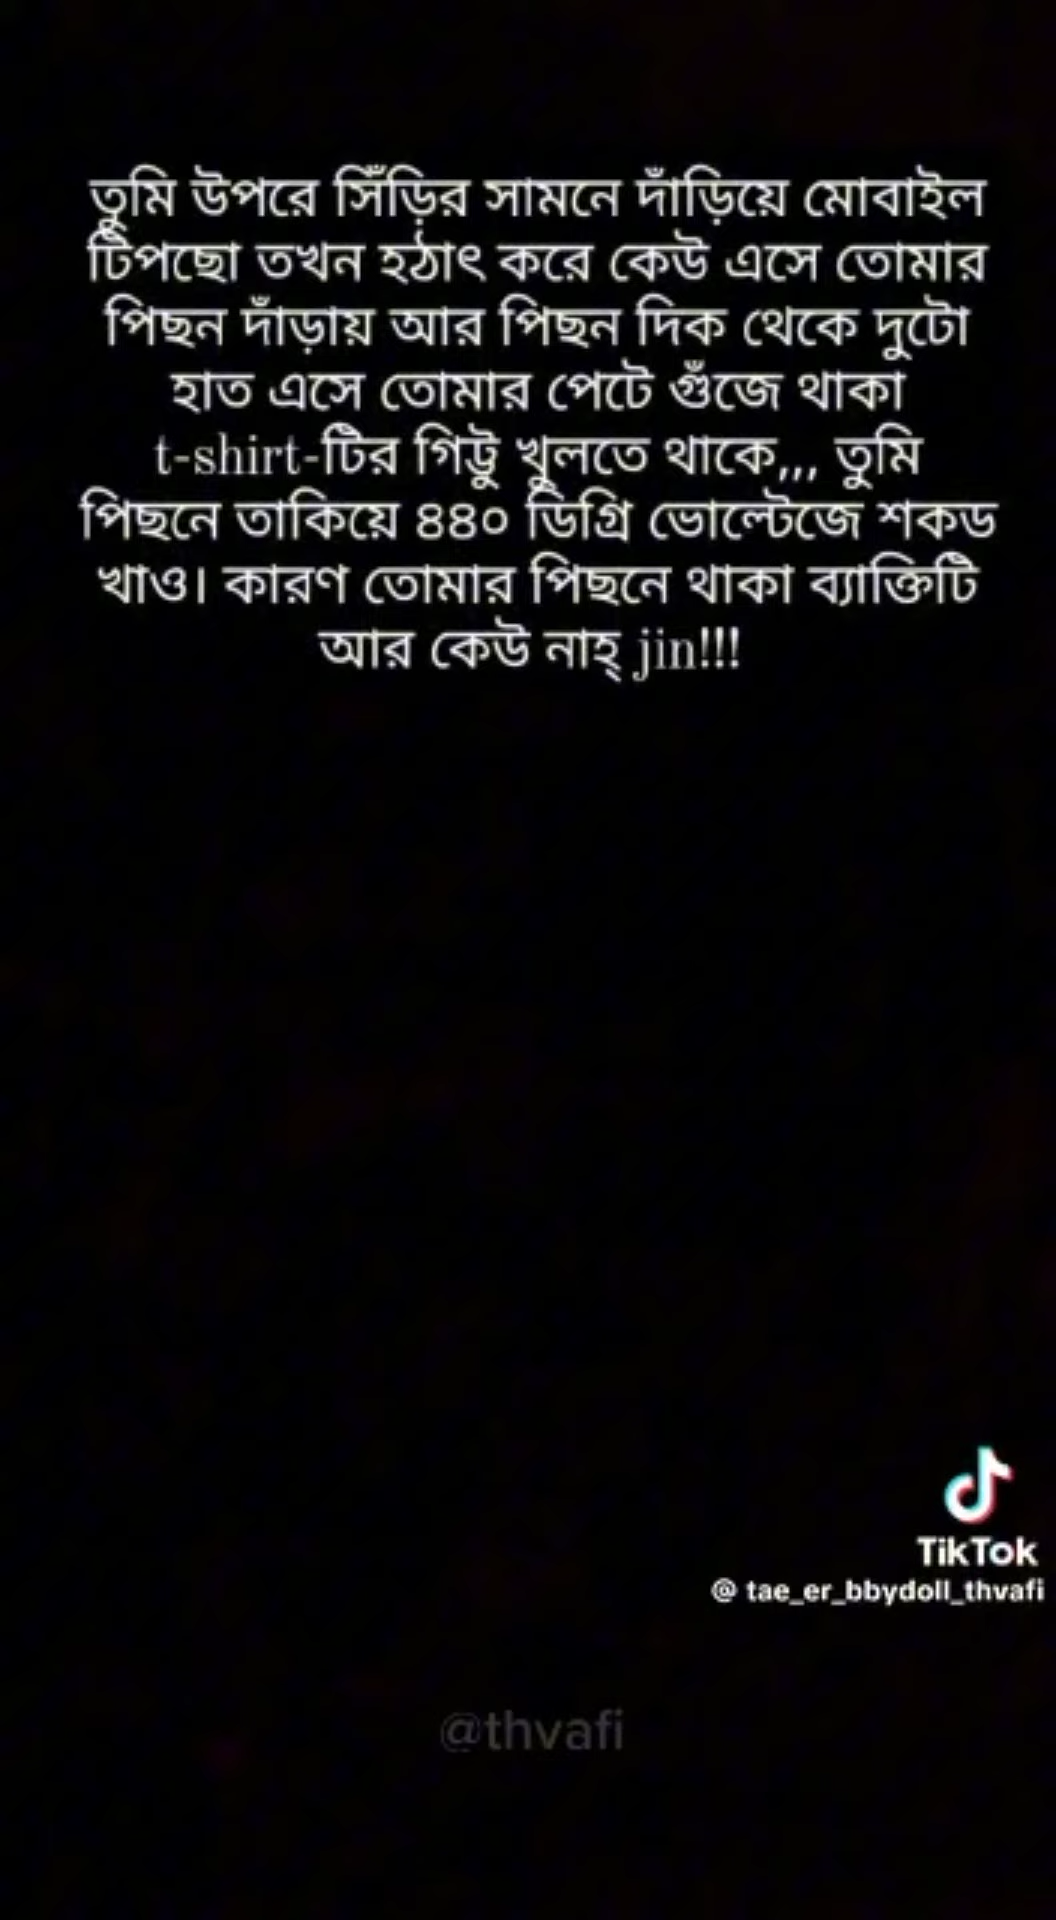 তুমি উপরে সিঁড়ির সামনে দাঁড়িয়ে মোবাইল
টিপছো তখন হঠাৎ করে কেউ এসে তোমার
পিছন দাঁড়ায় আর পিছন দিক থেকে দুটো
হাত এসে তোমার পেটে গুঁজে থাকা
t-shirt-টির গিট্টু খুলতে থাকে,,, তুমি
পিছনে তাকিয়ে ৪৪০ ডিগ্রি ভোল্টেজে শকড
খাও। কারণ তোমার পিছনে থাকা ব্যাক্তিটি
আর কেউ নাহ্ jin!!!
TikTok
@ tae_er_bbydoll_thvafi
@thvafi